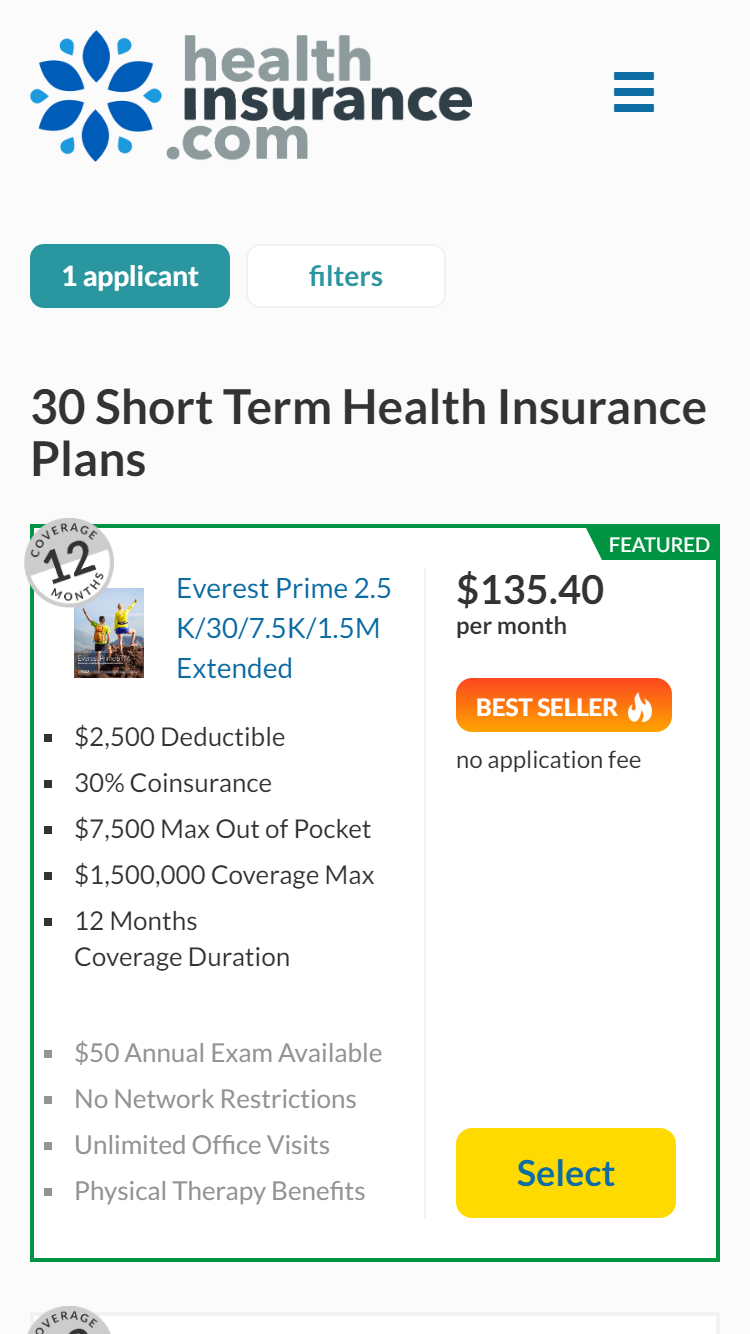 health
insurance
.com
1 applicant
filters
30 Short Term Health Insurance
Plans
COVERAGE
12
MONTHS
FEATURED
Everest Prime 2.5
K/30/7.5K/1.5M
Extended
$135.40
per month
BEST SELLER
no application fee
$2,500 Deductible
30% Coinsurance
$7,500 Max Out of Pocket
$1,500,000 Coverage Max
12 Months
Coverage Duration
$50 Annual Exam Available
No Network Restrictions
Unlimited Office Visits
Physical Therapy Benefits
Select
COVERAGE